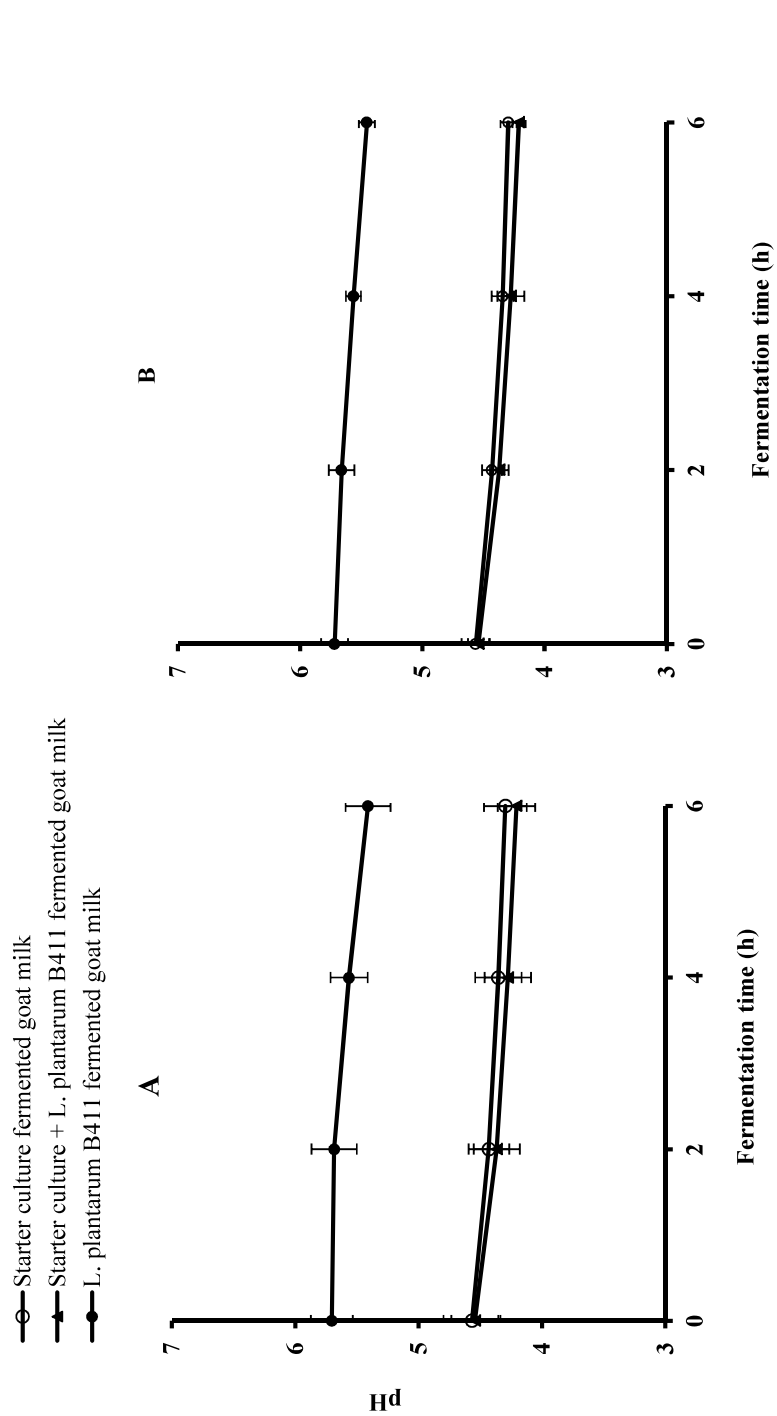 Starter culture fermented goat milk
Starter culture + L. plantarum B411 fermented goat milk
L. plantarum B411 fermented goat milk
A
pH
7
6
5
4
3
0
2
4
6
Fermentation time (h)
B
7
6
5
4
3
0
2
4
6
Fermentation time (h)